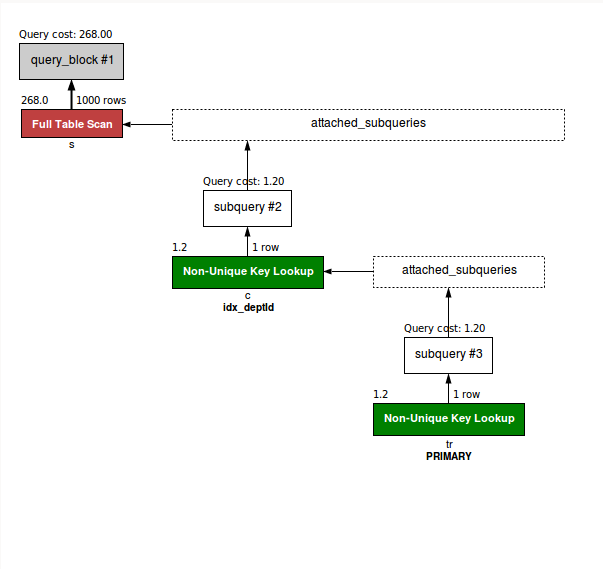 Query cost: 268.00
query_block #1
268.0 1000 rows
Full Table Scan
s
attached_subqueries
Query cost: 1.20
subquery #2
1.2 1 row
Non-Unique Key Lookup
c
idx_deptId
attached_subqueries
Query cost: 1.20
subquery #3
1.2 1 row
Non-Unique Key Lookup
tr
PRIMARY